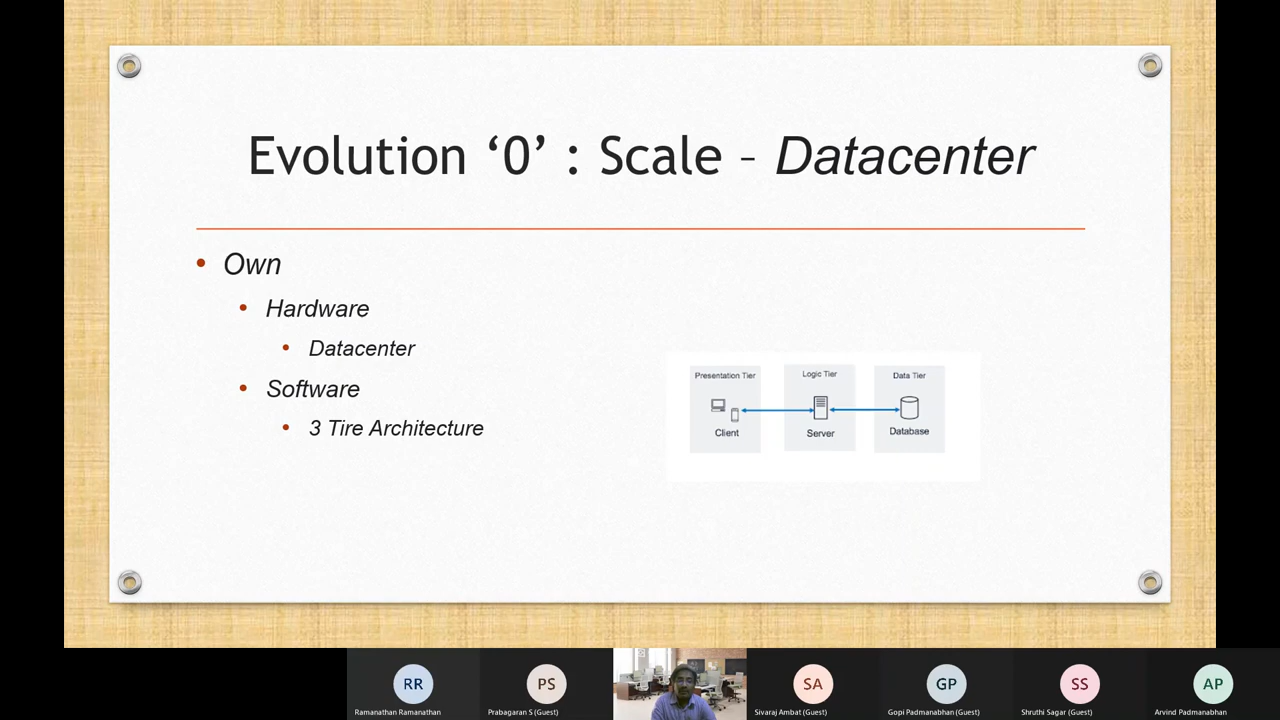 Evolution ‘0’ : Scale – Datacenter
• Own
• Hardware
• Datacenter
• Software
• 3 Tire Architecture
Presentation Tier
Client
Logic Tier
Server
Data Tier
Database
RR
Ramanathan Ramanathan
PS
Prabagaran S (Guest)
SA
Sivaraj Ambat (Guest)
GP
Gopi Padmanabhan (Guest)
SS
Shruthi Sagar (Guest)
AP
Arvind Padmanabhan